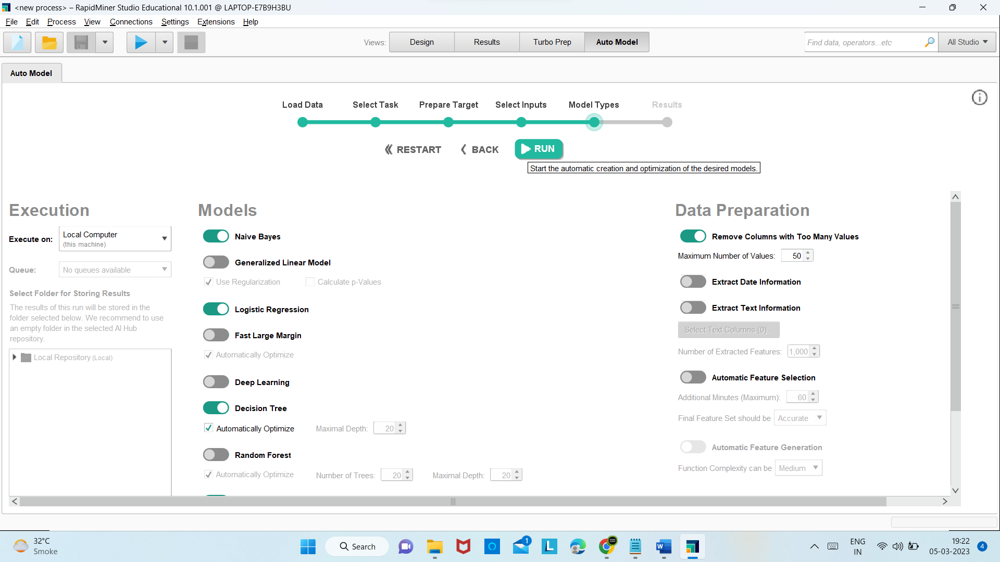 <new process> – RapidMiner Studio Educational 10.1.001 @ LAPTOP-E7B9H3BU
File Edit Process View Connections Settings Extensions Help
Views: Design Results Turbo Prep Auto Model
Find data, operators...etc All Studio
Auto Model
Load Data Select Task Prepare Target Select Inputs Model Types Results
RESTART BACK RUN
Start the automatic creation and optimization of the desired models.
Execution
Execute on: Local Computer
(this machine)
Queue: No queues available
Select Folder for Storing Results
The results of this run will be stored in the
folder selected below. We recommend to use
an empty folder in the selected AI Hub
repository.
Local Repository (Local)
Models
Naive Bayes
Generalized Linear Model
Use Regularization Calculate p-Values
Logistic Regression
Fast Large Margin
Automatically Optimize
Deep Learning
Decision Tree
Automatically Optimize Maximal Depth: 20
Random Forest
Automatically Optimize Number of Trees: 20 Maximal Depth: 20
Data Preparation
Remove Columns with Too Many Values
Maximum Number of Values: 50
Extract Date Information
Extract Text Information
Select Text Columns (0)...
Number of Extracted Features: 1,000
Automatic Feature Selection
Additional Minutes (Maximum): 60
Final Feature Set should be Accurate
Automatic Feature Generation
Function Complexity can be Medium
32°C
Smoke
Search
1
L
W
ENG
IN
19:22
05-03-2023
4